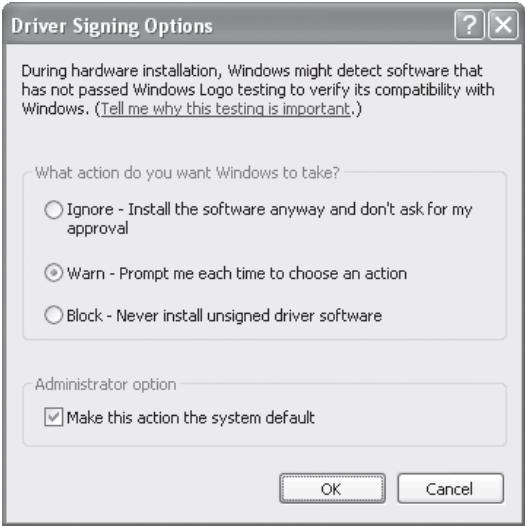 Driver Signing Options
During hardware installation, Windows might detect software that
has not passed Windows Logo testing to verify its compatibility with
Windows. (Tell me why this testing is important.)
What action do you want Windows to take?
Ignore - Install the software anyway and don't ask for my
approval
Warn - Prompt me each time to choose an action
Block - Never install unsigned driver software
Administrator option
Make this action the system default
OK
Cancel